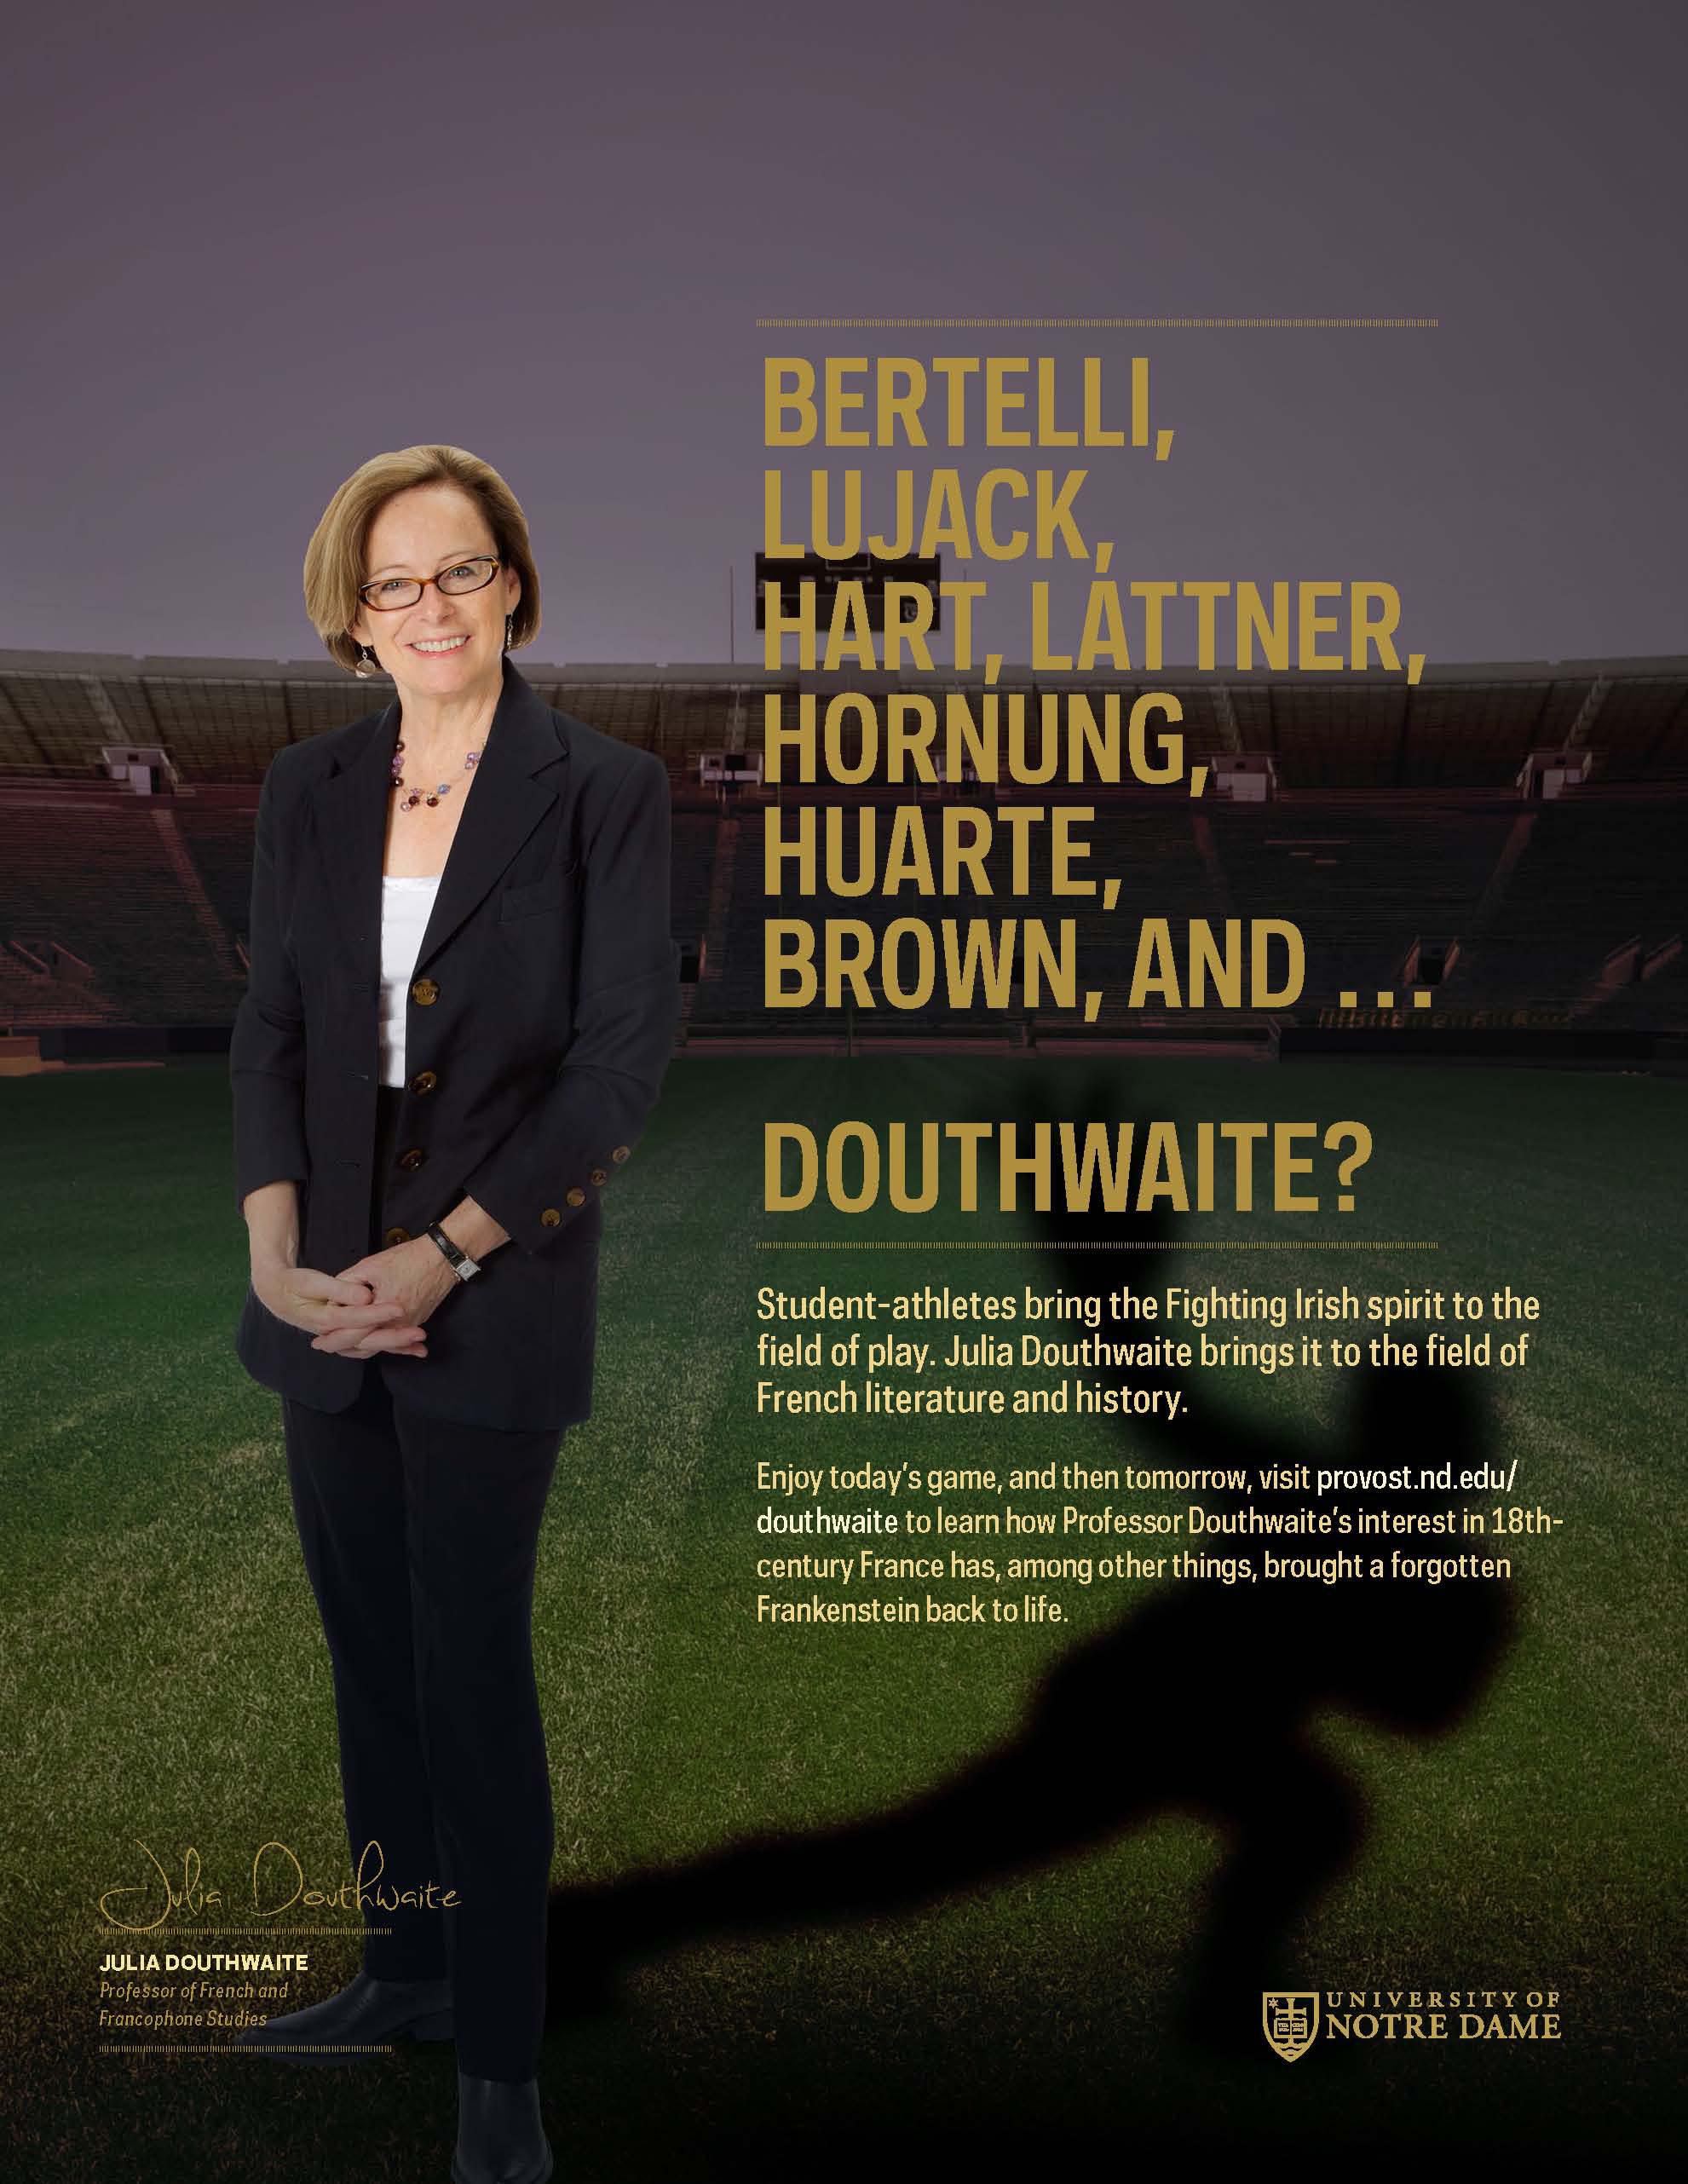 BERTELLI,
LUJACK,
HART, LATTNER,
HORNUNG,
HUARTE,
BROWN, AND ...
DOUTHWAITE?
Student-athletes bring the Fighting Irish spirit to the
field of play. Julia Douthwaite brings it to the field of
French literature and history.
Enjoy today's game, and then tomorrow, visit provost.nd.edu/
douthwaite to learn how Professor Douthwaite's interest in 18th-
century France has, among other things, brought a forgotten
Frankenstein back to life.
Julia Douthwaite
JULIA DOUTHWAITE
Professor of French and
Francophone Studies
UNIVERSITY OF
NOTRE DAME